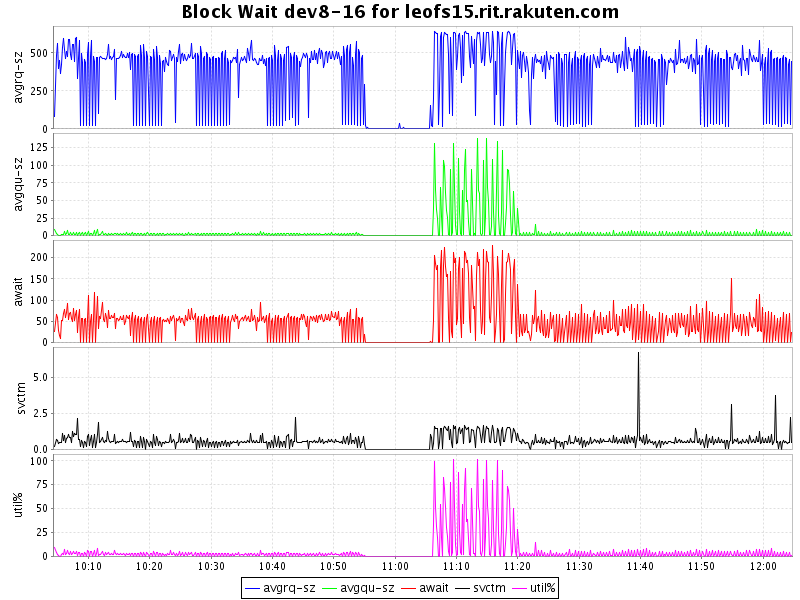 Block Wait dev8-16 for leofs15.rit.rakuten.com
avgrq-sz
500
250
0
avgqu-sz
125
100
75
50
25
0
await
200
150
100
50
0
svctm
5.0
2.5
0.0
util%
100
75
50
25
0
10:10 10:20 10:30 10:40 10:50 11:00 11:10 11:20 11:30 11:40 11:50 12:00
avgrq-sz avgqu-sz await svctm util%